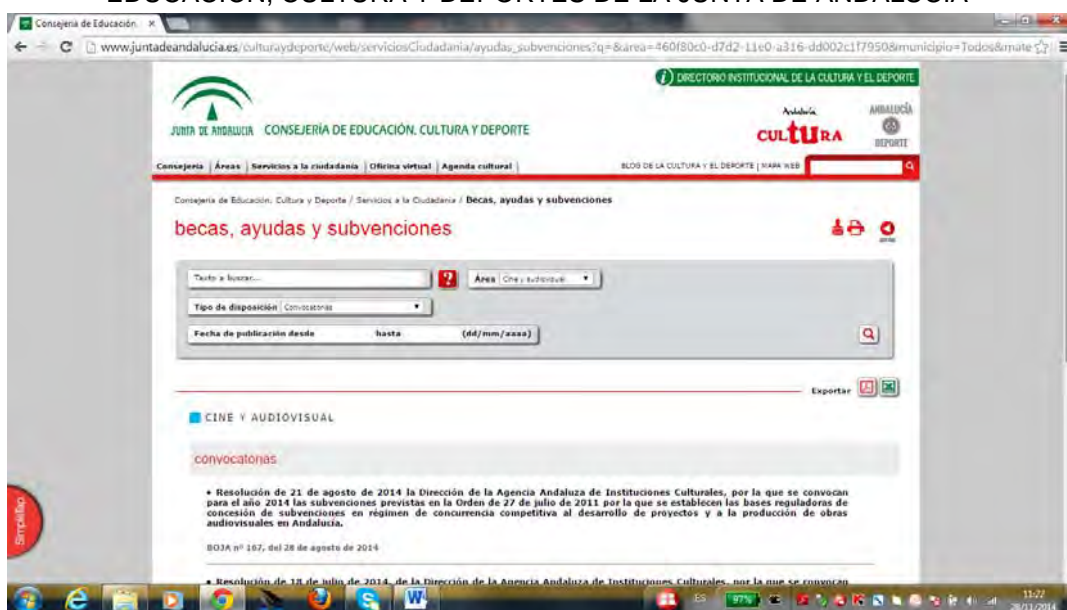 EDUCACIÓN, CULTURA Y DEPORTES DE LA JUNTA DE ANDALUCÍA
Consejería de Educación,
www.juntadeandalucia.es/culturaydeporte/web/serviciosCiudadania/ayudas_subvenciones?q=&area=460f80c0-d7d2-11e0-a316-dd002c1f7950&municipio=Todos&mate
DIRECTORIO INSTITUCIONAL DE LA CULTURA Y EL DEPORTE
JUNTA DE ANDALUCIA CONSEJERÍA DE EDUCACIÓN, CULTURA Y DEPORTE
Andalucía
CULTURA
ANDALUCÍA
DEPORTE
Consejería | Áreas | Servicios a la ciudadanía | Oficina virtual | Agenda cultural |
BLOG DE LA CULTURA Y EL DEPORTE | MAPA WEB
Consejería de Educación, Cultura y Deporte / Servicios a la Ciudadanía / Becas, ayudas y subvenciones
becas, ayudas y subvenciones
Texto a buscar...
?
Área Cine y audiovisual
Tipo de disposición Convocatorias
Fecha de publicación desde hasta (dd/mm/aaaa)
Exportar
CINE Y AUDIOVISUAL
convocatorias
• Resolución de 21 de agosto de 2014 la Dirección de la Agencia Andaluza de Instituciones Culturales, por la que se convocan
para el año 2014 las subvenciones previstas en la Orden de 27 de julio de 2011 por la que se establecen las bases reguladoras de
concesión de subvenciones en régimen de concurrencia competitiva al desarrollo de proyectos y a la producción de obras
audiovisuales en Andalucía.
BOJA nº 167, del 28 de agosto de 2014
• Resolución de 18 de julio de 2014, de la Dirección de la Agencia Andaluza de Instituciones Culturales, por la que se convocan
Simplitap
ES
97%
11:22
28/11/2014